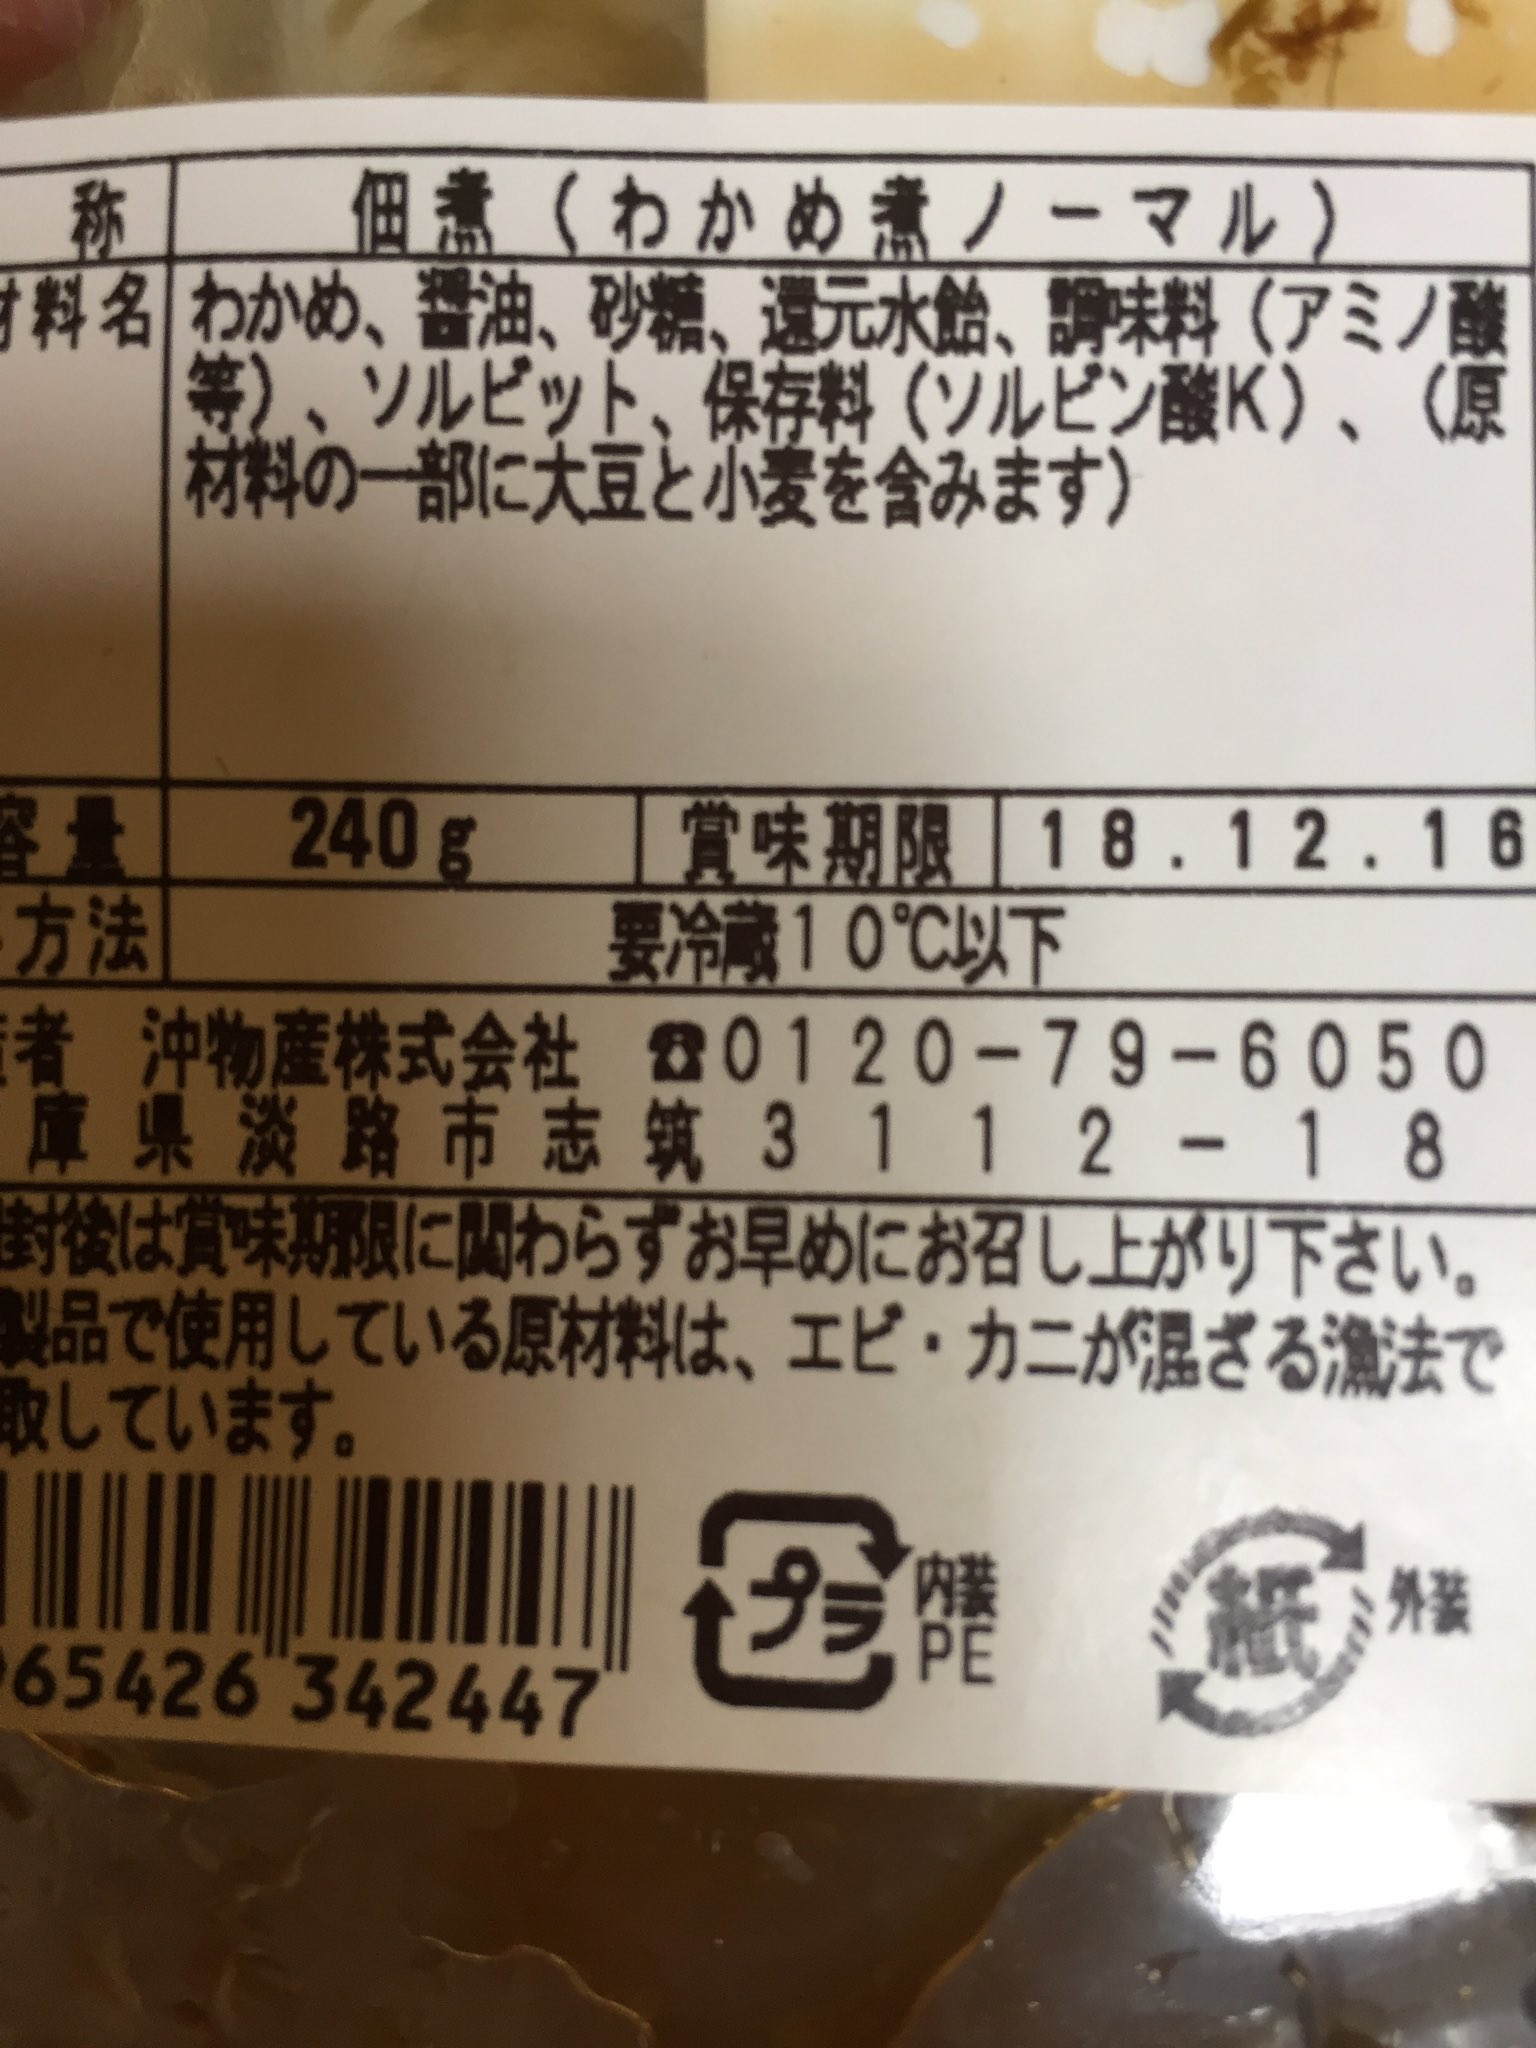 称 佃煮(わかめ煮ノーマル)
材料名 わかめ、醤油、砂糖、還元水飴、調味料(アミノ酸
等)、ソルビット、保存料(ソルビン酸K)、(原
材料の一部に大豆と小麦を含みます)
容量 240g 賞味期限 18.12.16
方法 要冷蔵10℃以下
造者 沖物産株式会社 ☎0120-79-6050
庫県淡路市志筑3112-18
封後は賞味期限に関わらずお早めにお召し上がり下さい。
製品で使用している原材料は、エビ・カニが混ざる漁法で
取しています。
65426 342447
プラ 内装
PE
紙 外装